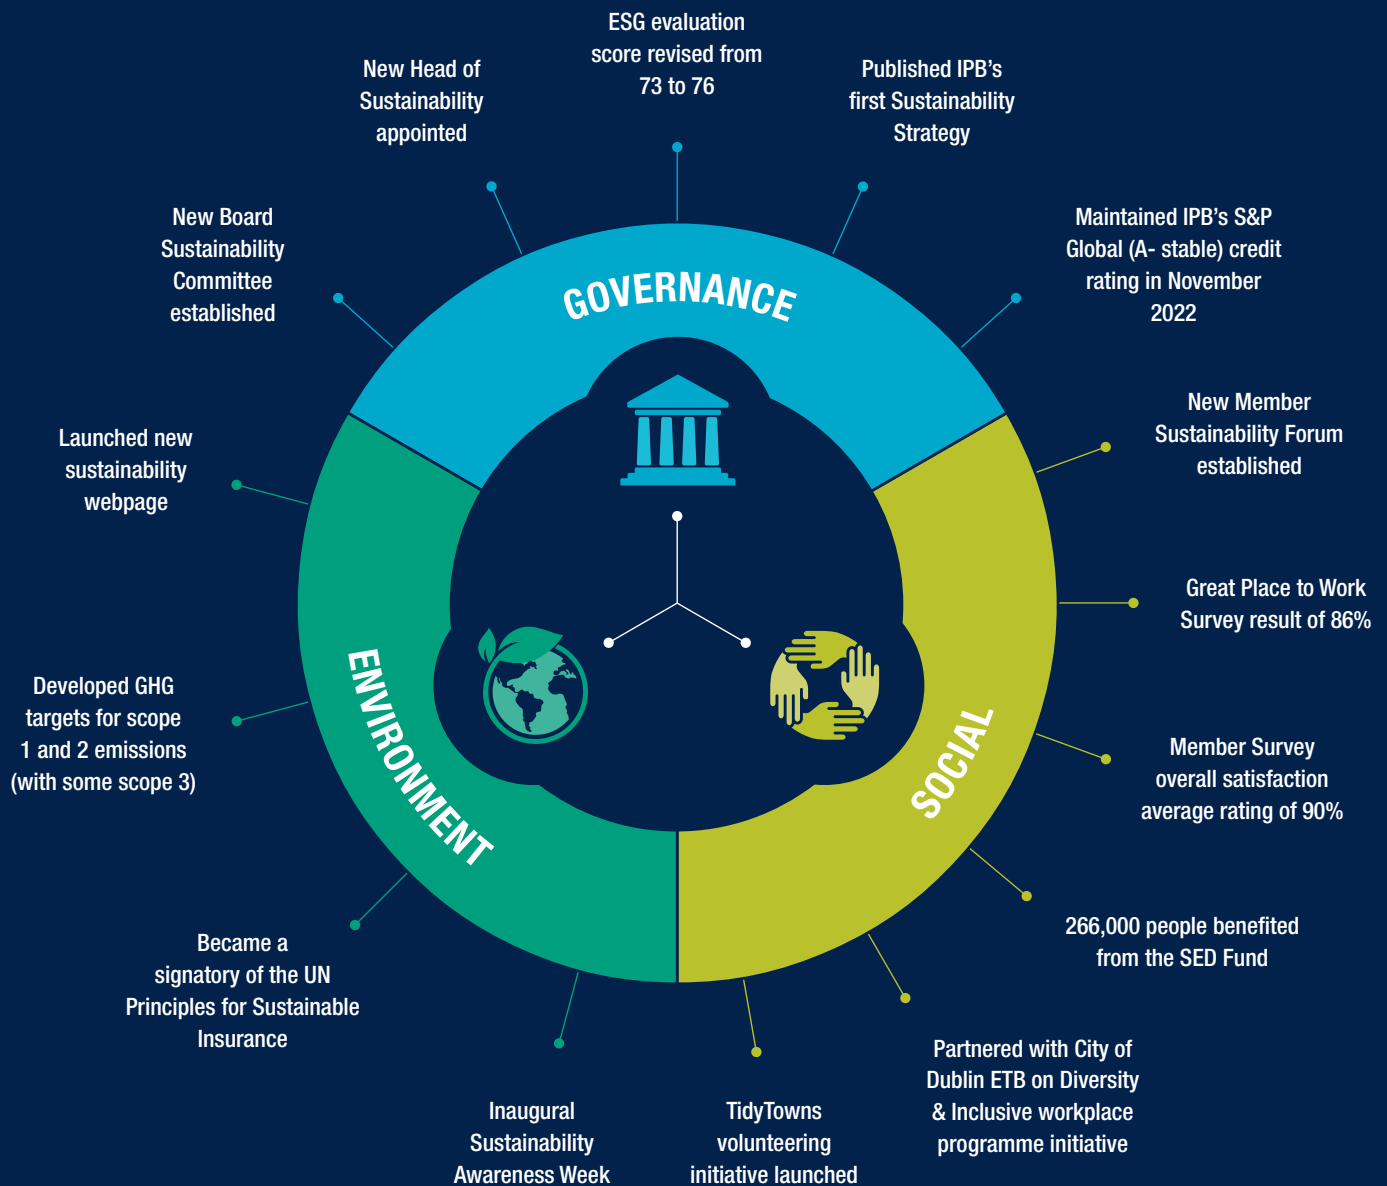 ESG evaluation
score revised from
73 to 76
New Head of
Sustainability
appointed
Published IPB’s
first Sustainability
Strategy
New Board
Sustainability
Committee
established
Maintained IPB’s S&P
Global (A- stable) credit
rating in November
2022
GOVERNANCE
Launched new
sustainability
webpage
New Member
Sustainability Forum
established
Great Place to Work
Survey result of 86%
Developed GHG
targets for scope
1 and 2 emissions
(with some scope 3)
ENVIRONMENT
SOCIAL
Member Survey
overall satisfaction
average rating of 90%
Became a
signatory of the UN
Principles for Sustainable
Insurance
266,000 people benefited
from the SED Fund
Inaugural
Sustainability
Awareness Week
TidyTowns
volunteering
initiative launched
Partnered with City of
Dublin ETB on Diversity
& Inclusive workplace
programme initiative